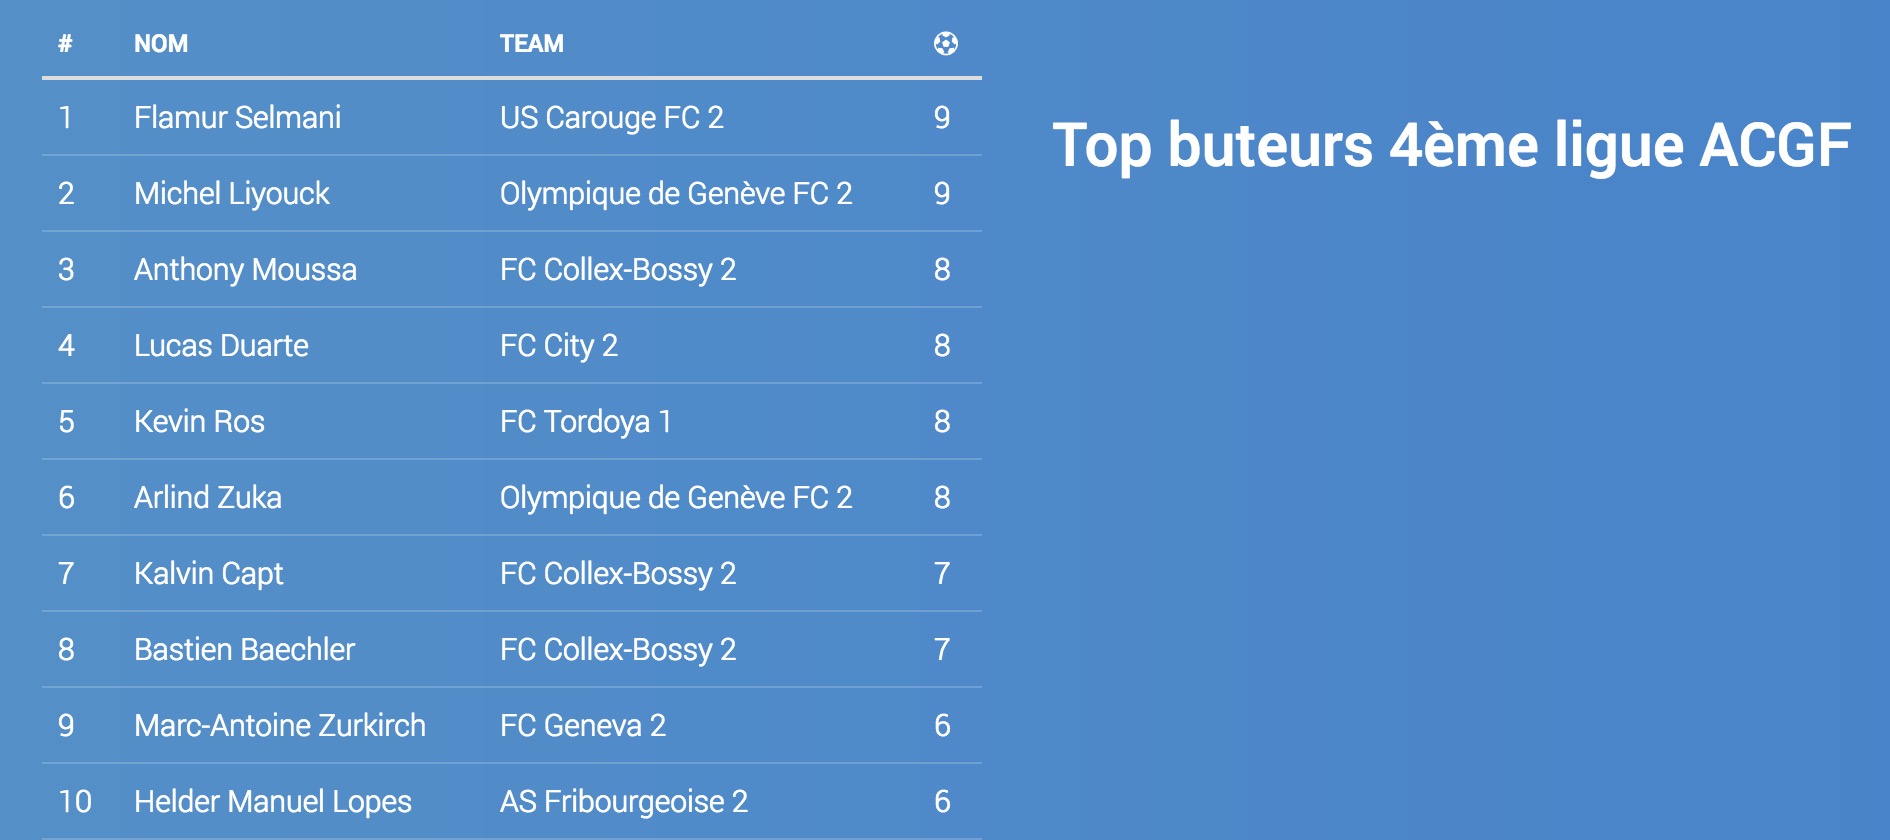 # NOM TEAM
1 Flamur Selmani US Carouge FC 2 9
2 Michel Liyouck Olympique de Genève FC 2 9
3 Anthony Moussa FC Collex-Bossy 2 8
4 Lucas Duarte FC City 2 8
5 Kevin Ros FC Tordoya 1 8
6 Arlind Zuka Olympique de Genève FC 2 8
7 Kalvin Capt FC Collex-Bossy 2 7
8 Bastien Baechler FC Collex-Bossy 2 7
9 Marc-Antoine Zurkirch FC Geneva 2 6
10 Helder Manuel Lopes AS Fribourgeoise 2 6
Top buteurs 4ème ligue ACGF